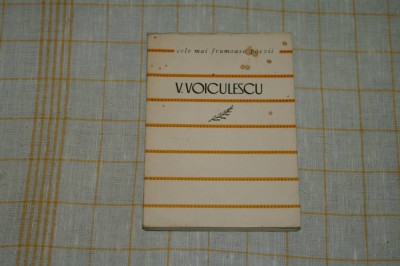 cele mai frumoase poezii
V. VOICULESCU